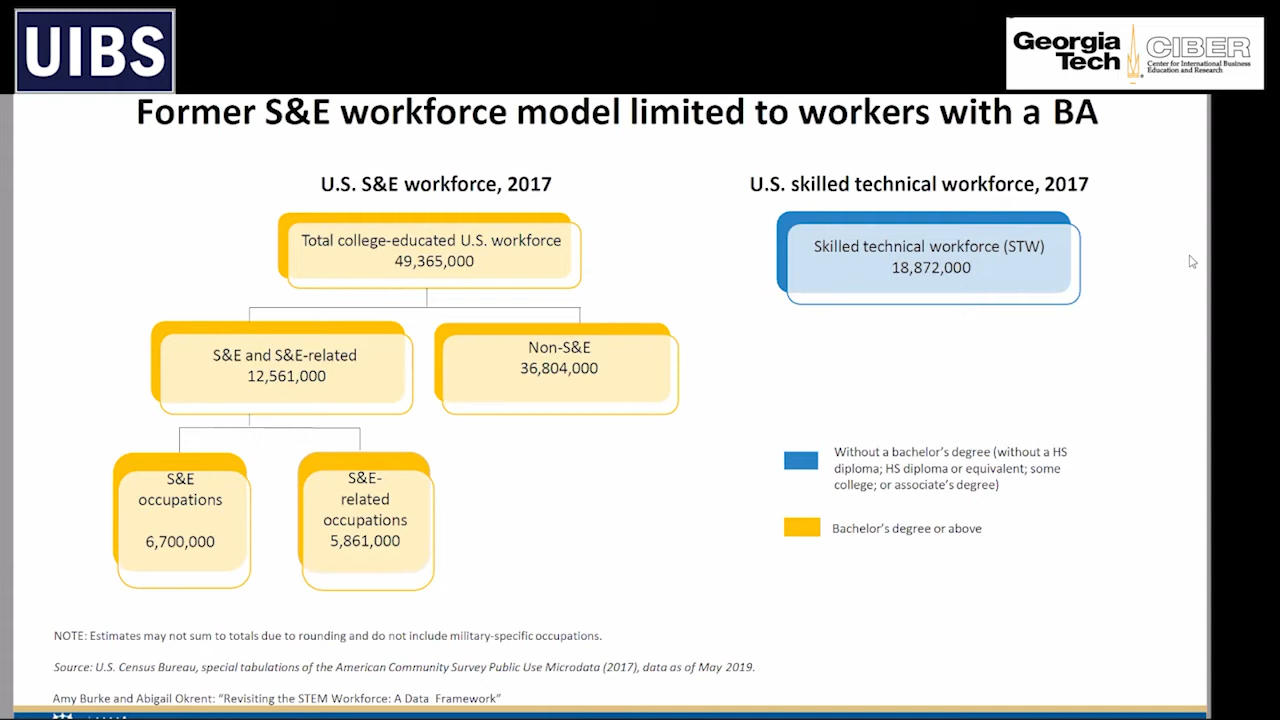 UIBS
Georgia
Tech
CIBER
Center for International Business
Education and Research
Former S&E workforce model limited to workers with a BA
U.S. S&E workforce, 2017
U.S. skilled technical workforce, 2017
Total college-educated U.S. workforce
49,365,000
Skilled technical workforce (STW)
18,872,000
S&E and S&E-related
12,561,000
Non-S&E
36,804,000
S&E
occupations
6,700,000
S&E-
related
occupations
5,861,000
Without a bachelor's degree (without a HS
diploma; HS diploma or equivalent; some
college; or associate's degree)
Bachelor's degree or above
NOTE: Estimates may not sum to totals due to rounding and do not include military-specific occupations.
Source: U.S. Census Bureau, special tabulations of the American Community Survey Public Use Microdata (2017), data as of May 2019.
Amy Burke and Abigail Okrent: “Revisiting the STEM Workforce: A Data Framework”